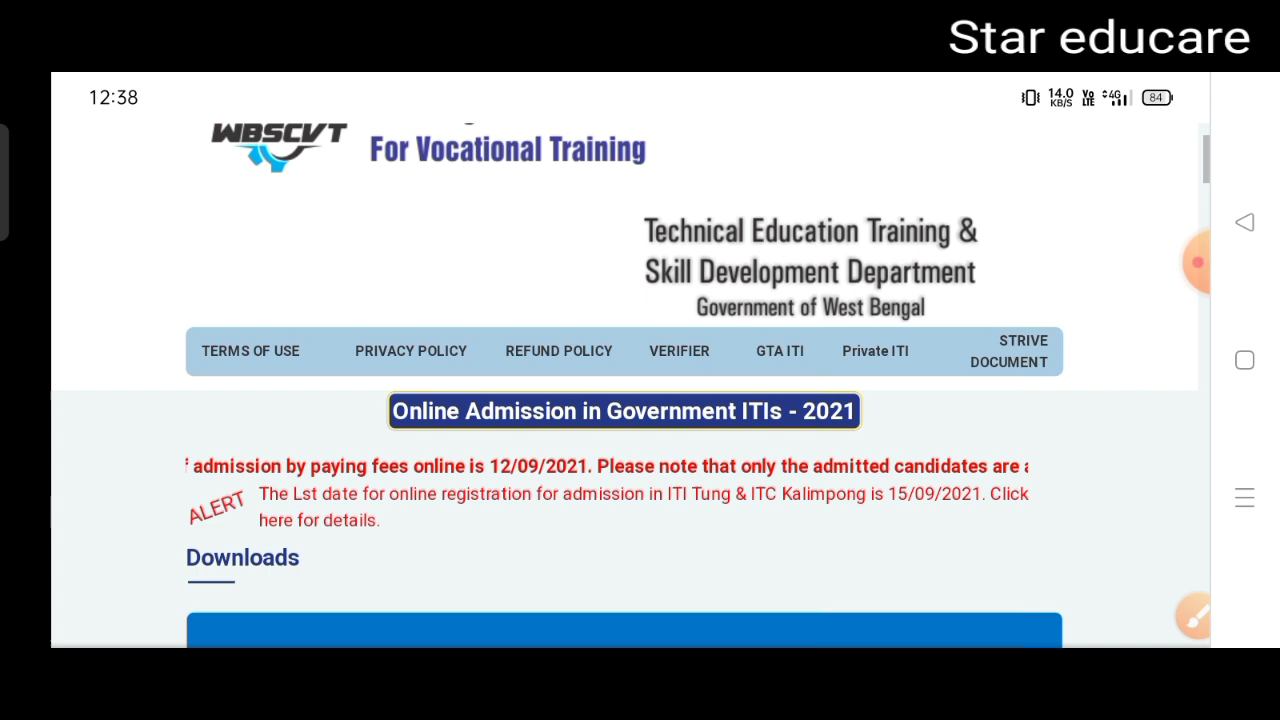 Star educare
12:38
14.0
KB/S
Vo
LTE
4G
84
WBSCVT
For Vocational Training
Technical Education Training &
Skill Development Department
Government of West Bengal
TERMS OF USE PRIVACY POLICY REFUND POLICY VERIFIER GTA ITI Private ITI STRIVE DOCUMENT
Online Admission in Government ITIs - 2021
admission by paying fees online is 12/09/2021. Please note that only the admitted candidates are
ALERT
The Lst date for online registration for admission in ITI Tung & ITC Kalimpong is 15/09/2021. Click
here for details.
Downloads